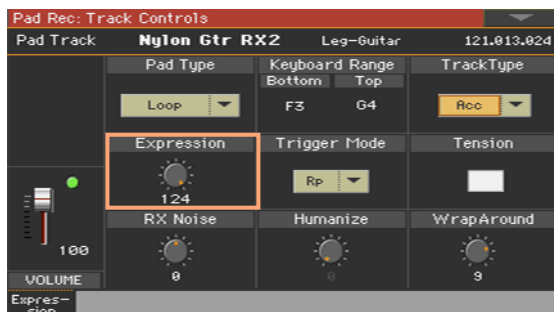 Pad Rec: Track Controls
Pad Track Nylon Gtr RX2 Leg-Guitar 121.013.024
Pad Type Keyboard Range TrackType
Bottom Top
Loop F3 G4 Acc
Expression Trigger Mode Tension
Rp
124
RX Noise Humanize WrapAround
100
VOLUME 0 0 9
Expres-
sion